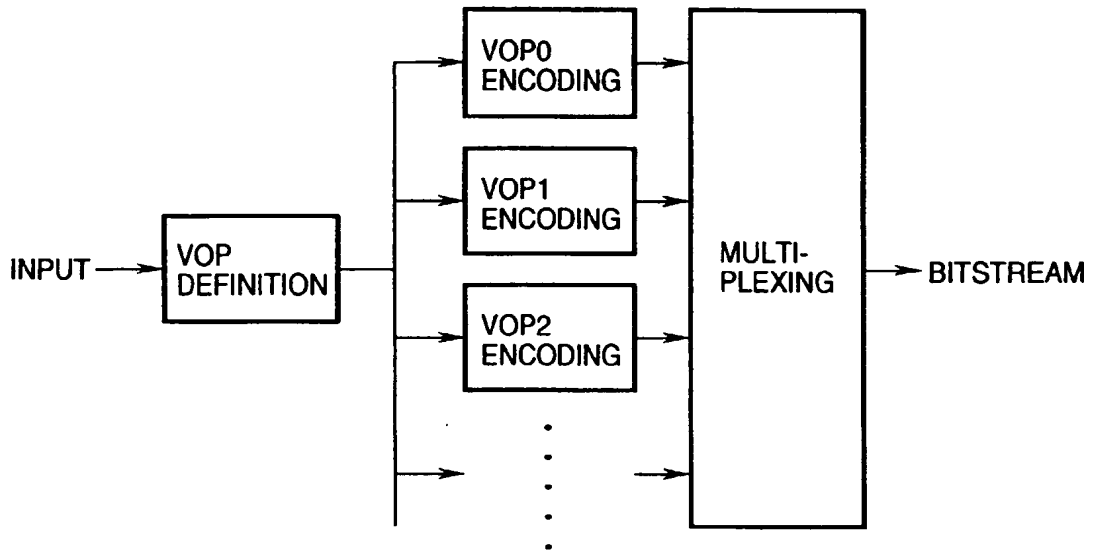 INPUT
VOP
DEFINITION
VOP0
ENCODING
VOP1
ENCODING
VOP2
ENCODING
MULTI-
PLEXING
BITSTREAM